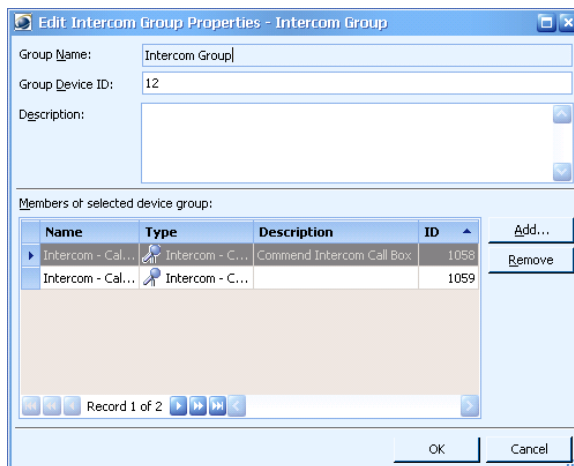 Edit Intercom Group Properties - Intercom Group
Group Name: Intercom Group
Group Device ID: 12
Description:
Members of selected device group:
Name Type Description ID
Intercom - Cal... Intercom - C... Commend Intercom Call Box 1058
Intercom - Cal... Intercom - C... 1059
Add...
Remove
Record 1 of 2
OK Cancel